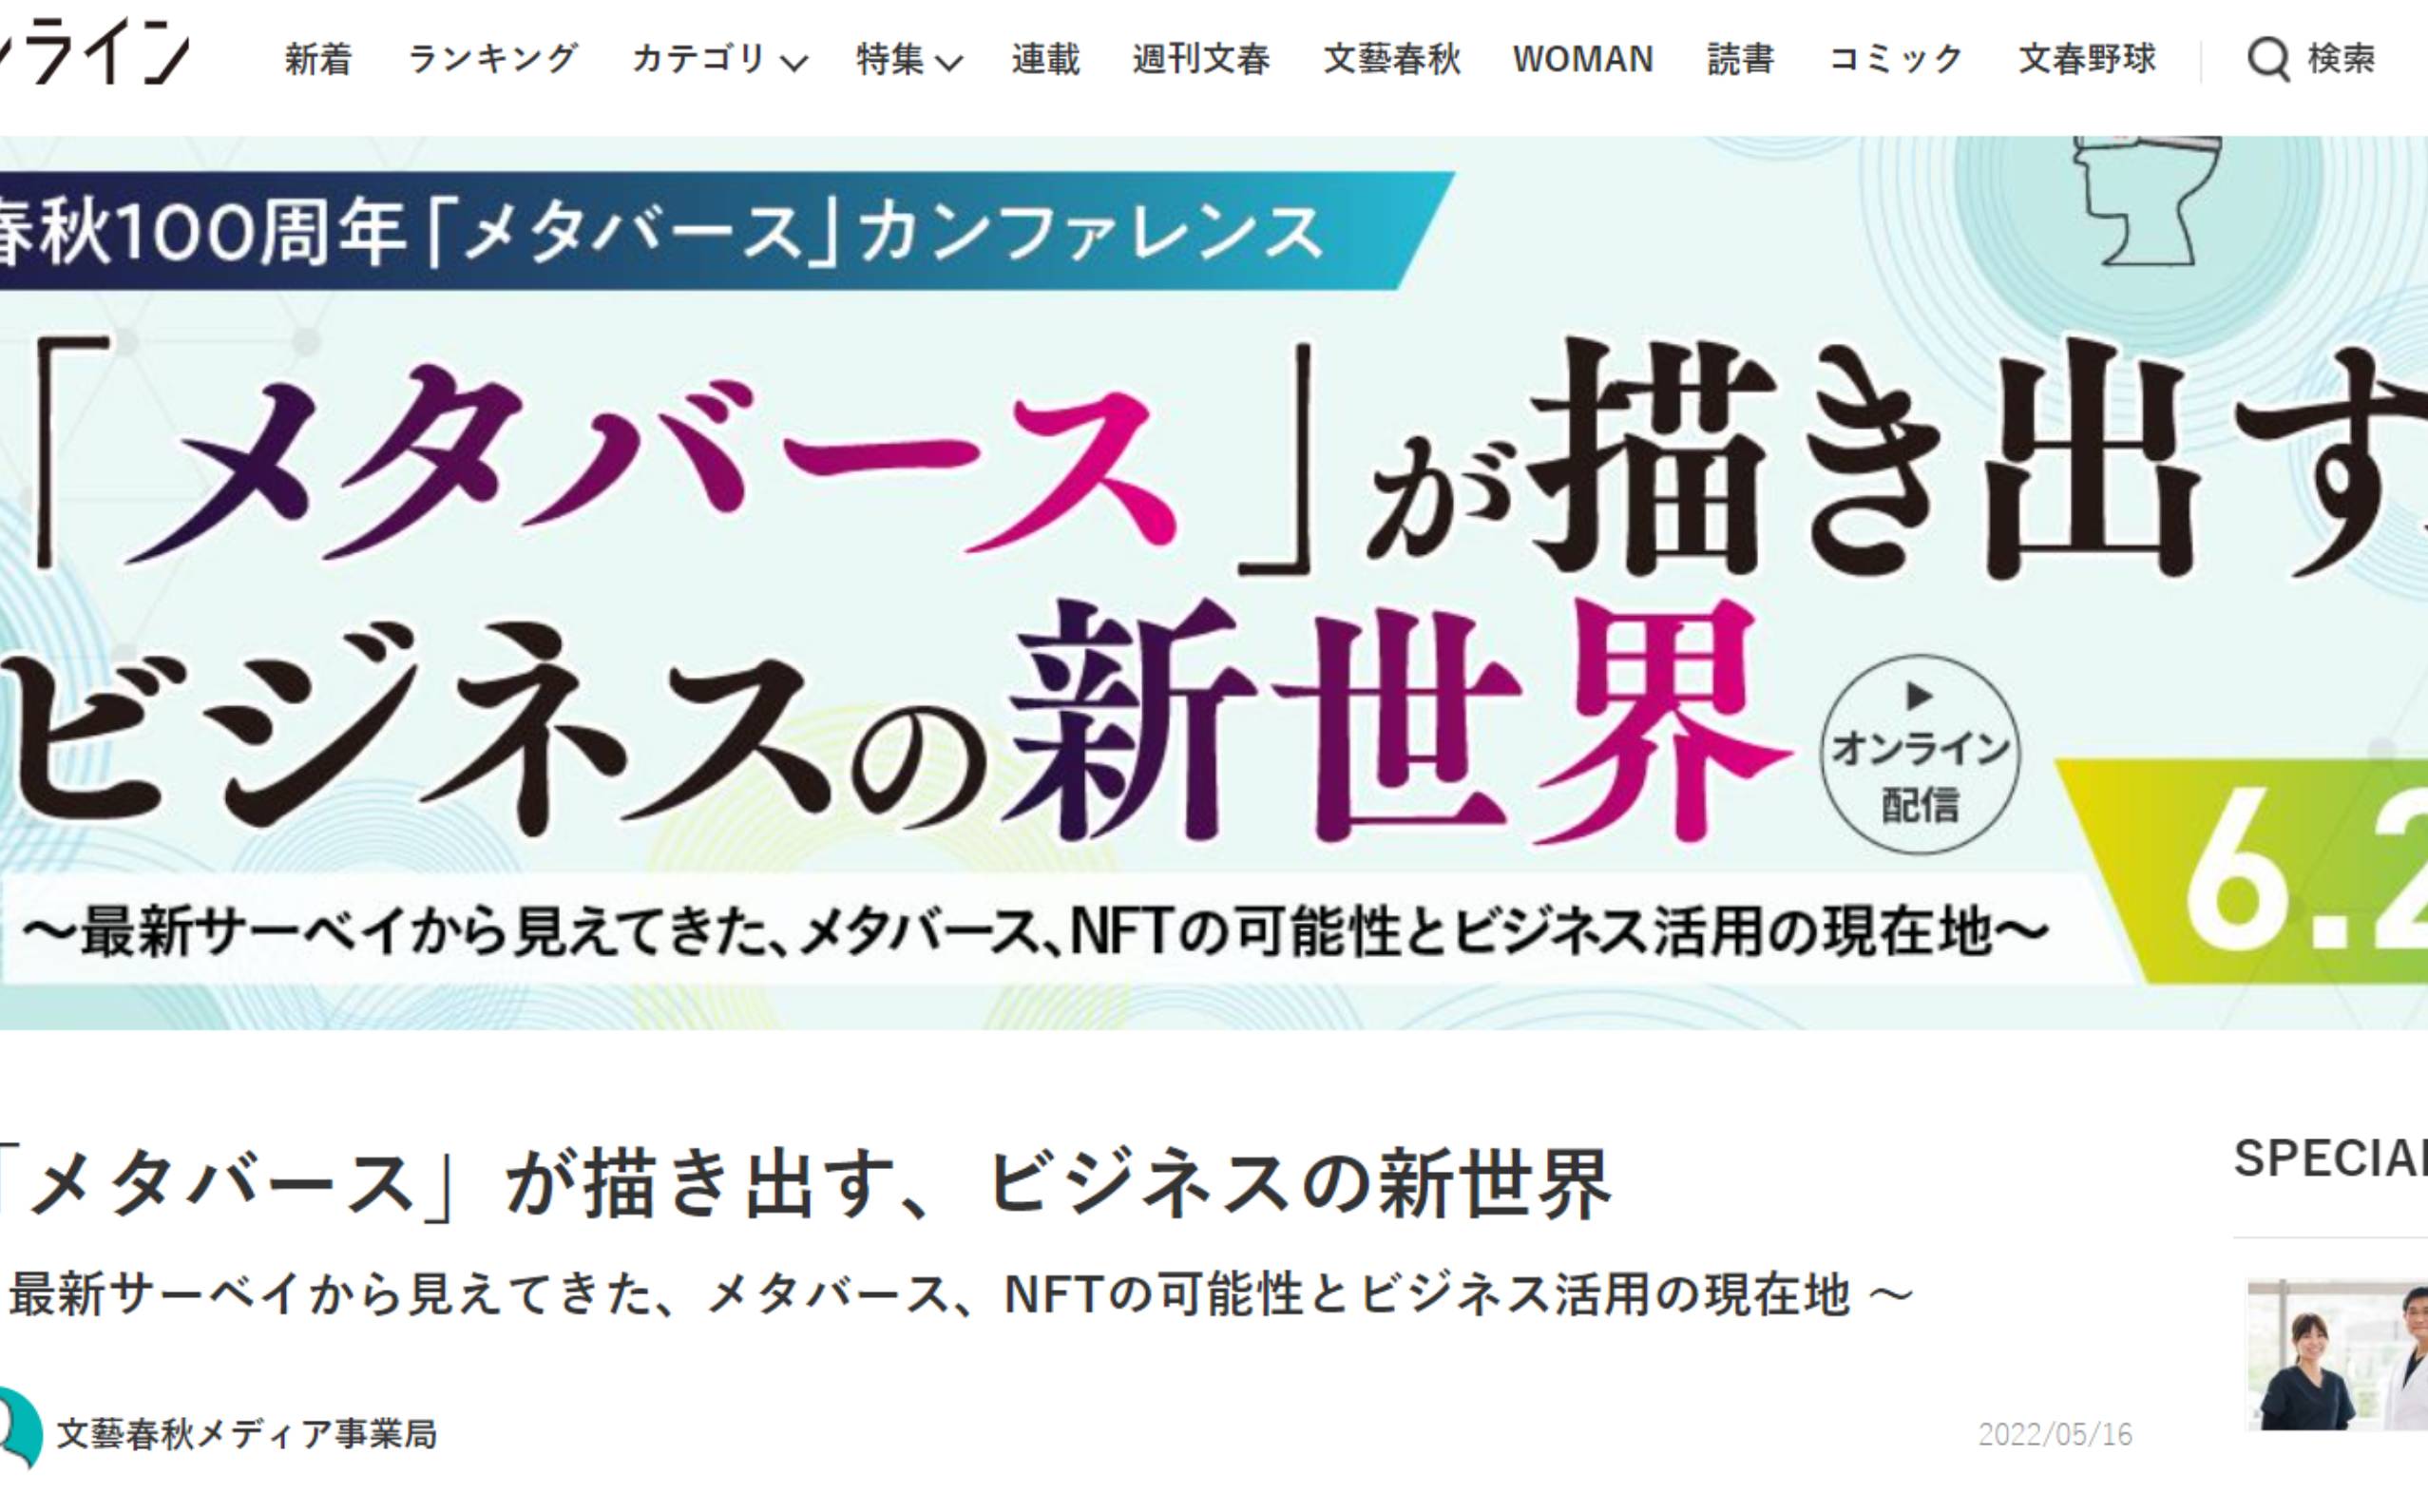 ンライン
新着 ランキング カテゴリ 特集 連載 週刊文春 文藝春秋 WOMAN 読書 コミック 文春野球 検索
春秋100周年「メタバース」カンファレンス
「メタバース」が描き出す
ビジネスの新世界
オンライン
配信
6.2
〜最新サーベイから見えてきた、メタバース、NFTの可能性とビジネス活用の現在地〜
「メタバース」が描き出す、ビジネスの新世界
最新サーベイから見えてきた、メタバース、NFTの可能性とビジネス活用の現在地 〜
SPECIAL
文藝春秋メディア事業局
2022/05/16